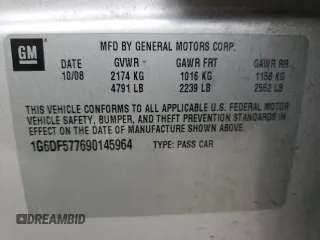 GM
MFD BY GENERAL MOTORS CORP.
DATE GVWR GAWR FRT GAWR RR
10/08 2174 KG 1016 KG 1158 KG
4791 LB 2239 LB 2552 LB
THIS VEHICLE CONFORMS TO ALL APPLICABLE U.S. FEDERAL MOTOR
VEHICLE SAFETY, BUMPER, AND THEFT PREVENTION STANDARDS IN
EFFECT ON THE DATE OF MANUFACTURE SHOWN ABOVE.
1G6DF577690145964 TYPE: PASS CAR
1DREAMBID